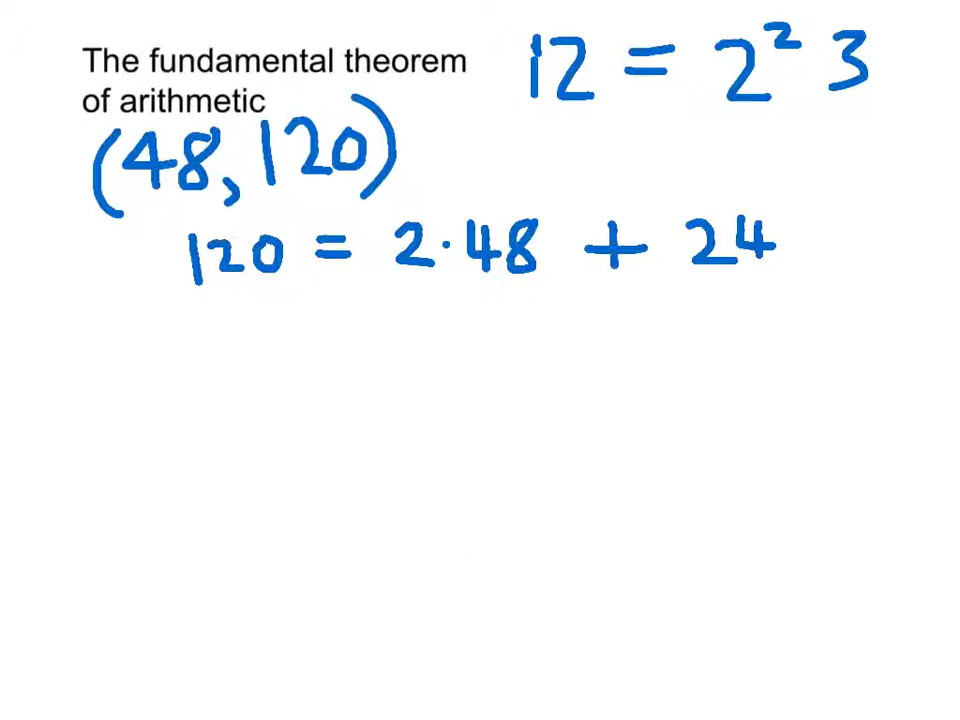 The fundamental theorem
of arithmetic
12 = 2² 3
(48, 120)
120 = 2·48 + 24